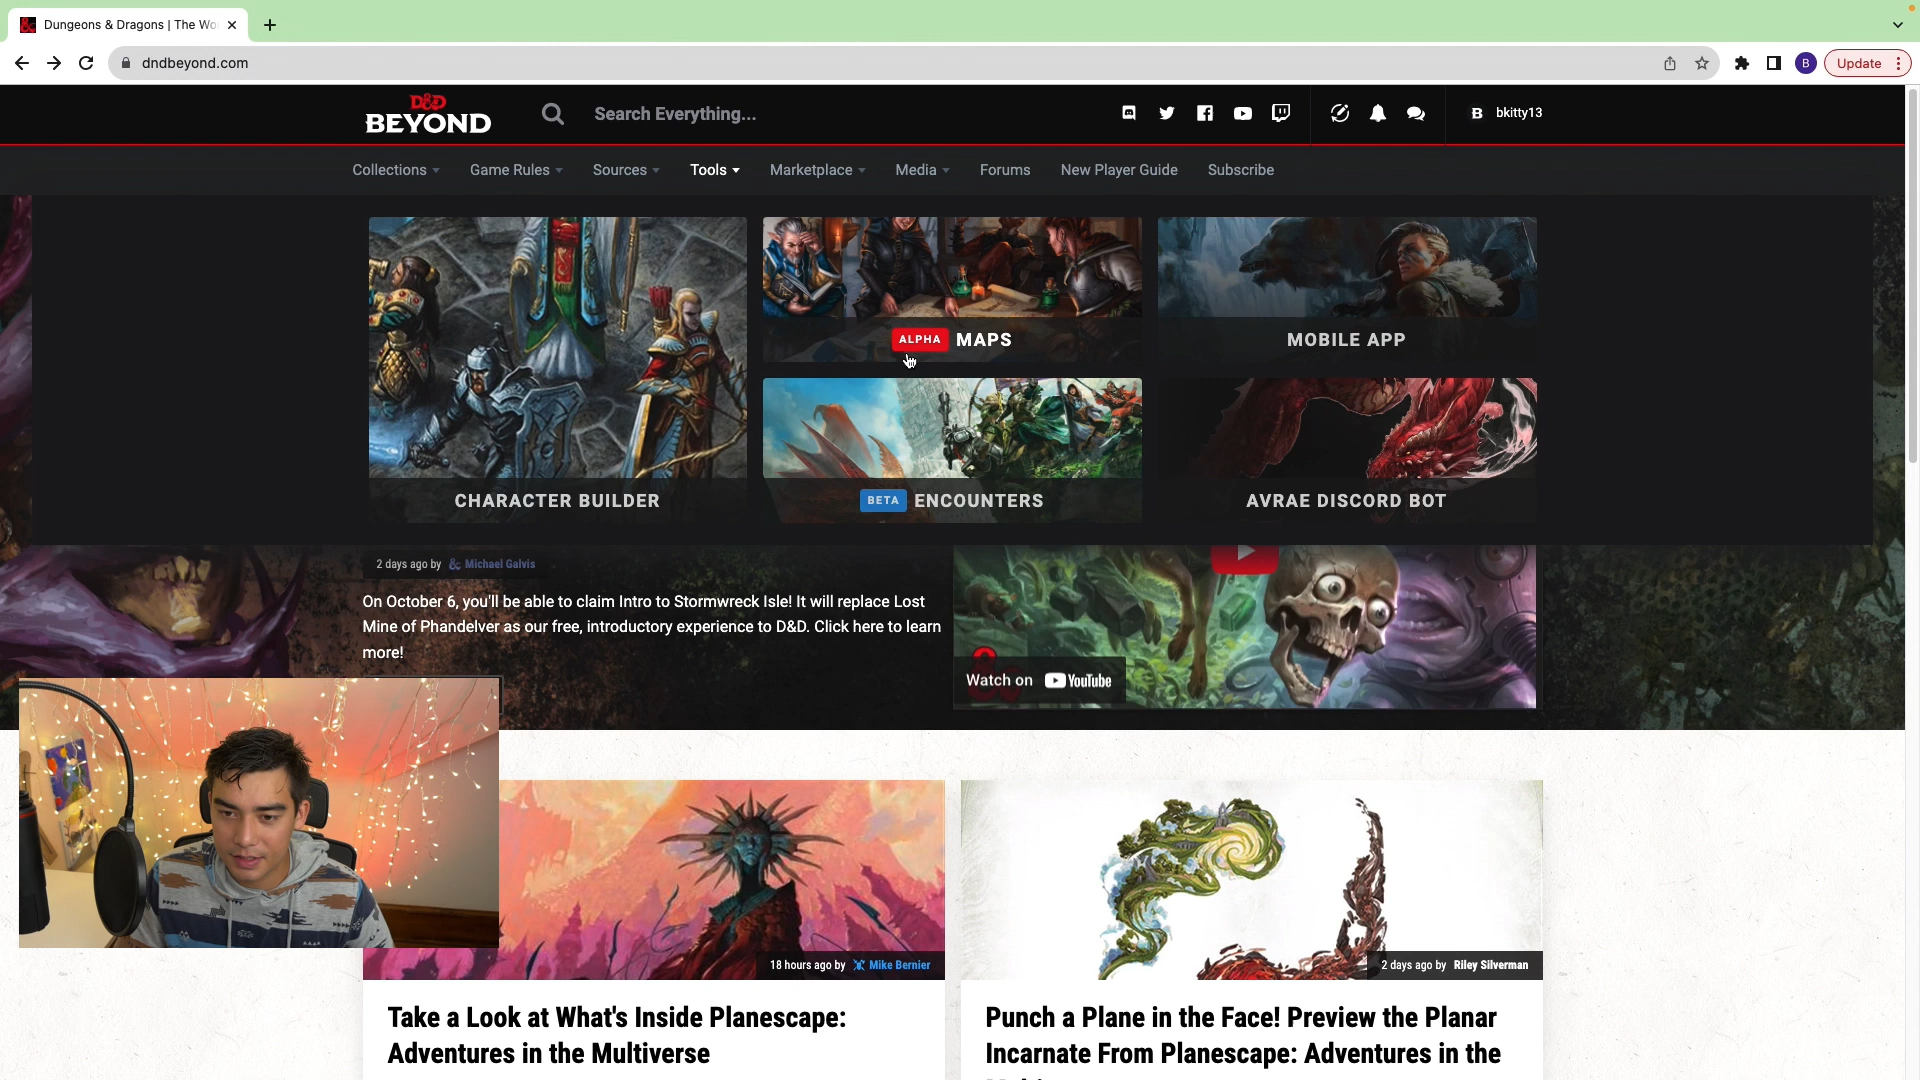 Dungeons & Dragons | The Wo
dndbeyond.com
B
Update
D&D
BEYOND
Search Everything...
B bkitty13
Collections
Game Rules
Sources
Tools
Marketplace
Media
Forums
New Player Guide
Subscribe
ALPHA MAPS
MOBILE APP
CHARACTER BUILDER
BETA ENCOUNTERS
AVRAE DISCORD BOT
2 days ago by Michael Galvis
On October 6, you'll be able to claim Intro to Stormwreck Isle! It will replace Lost
Mine of Phandelver as our free, introductory experience to D&D. Click here to learn
more!
Watch on YouTube
18 hours ago by Mike Bernier
2 days ago by Riley Silverman
Take a Look at What's Inside Planescape:
Adventures in the Multiverse
Punch a Plane in the Face! Preview the Planar
Incarnate From Planescape: Adventures in the